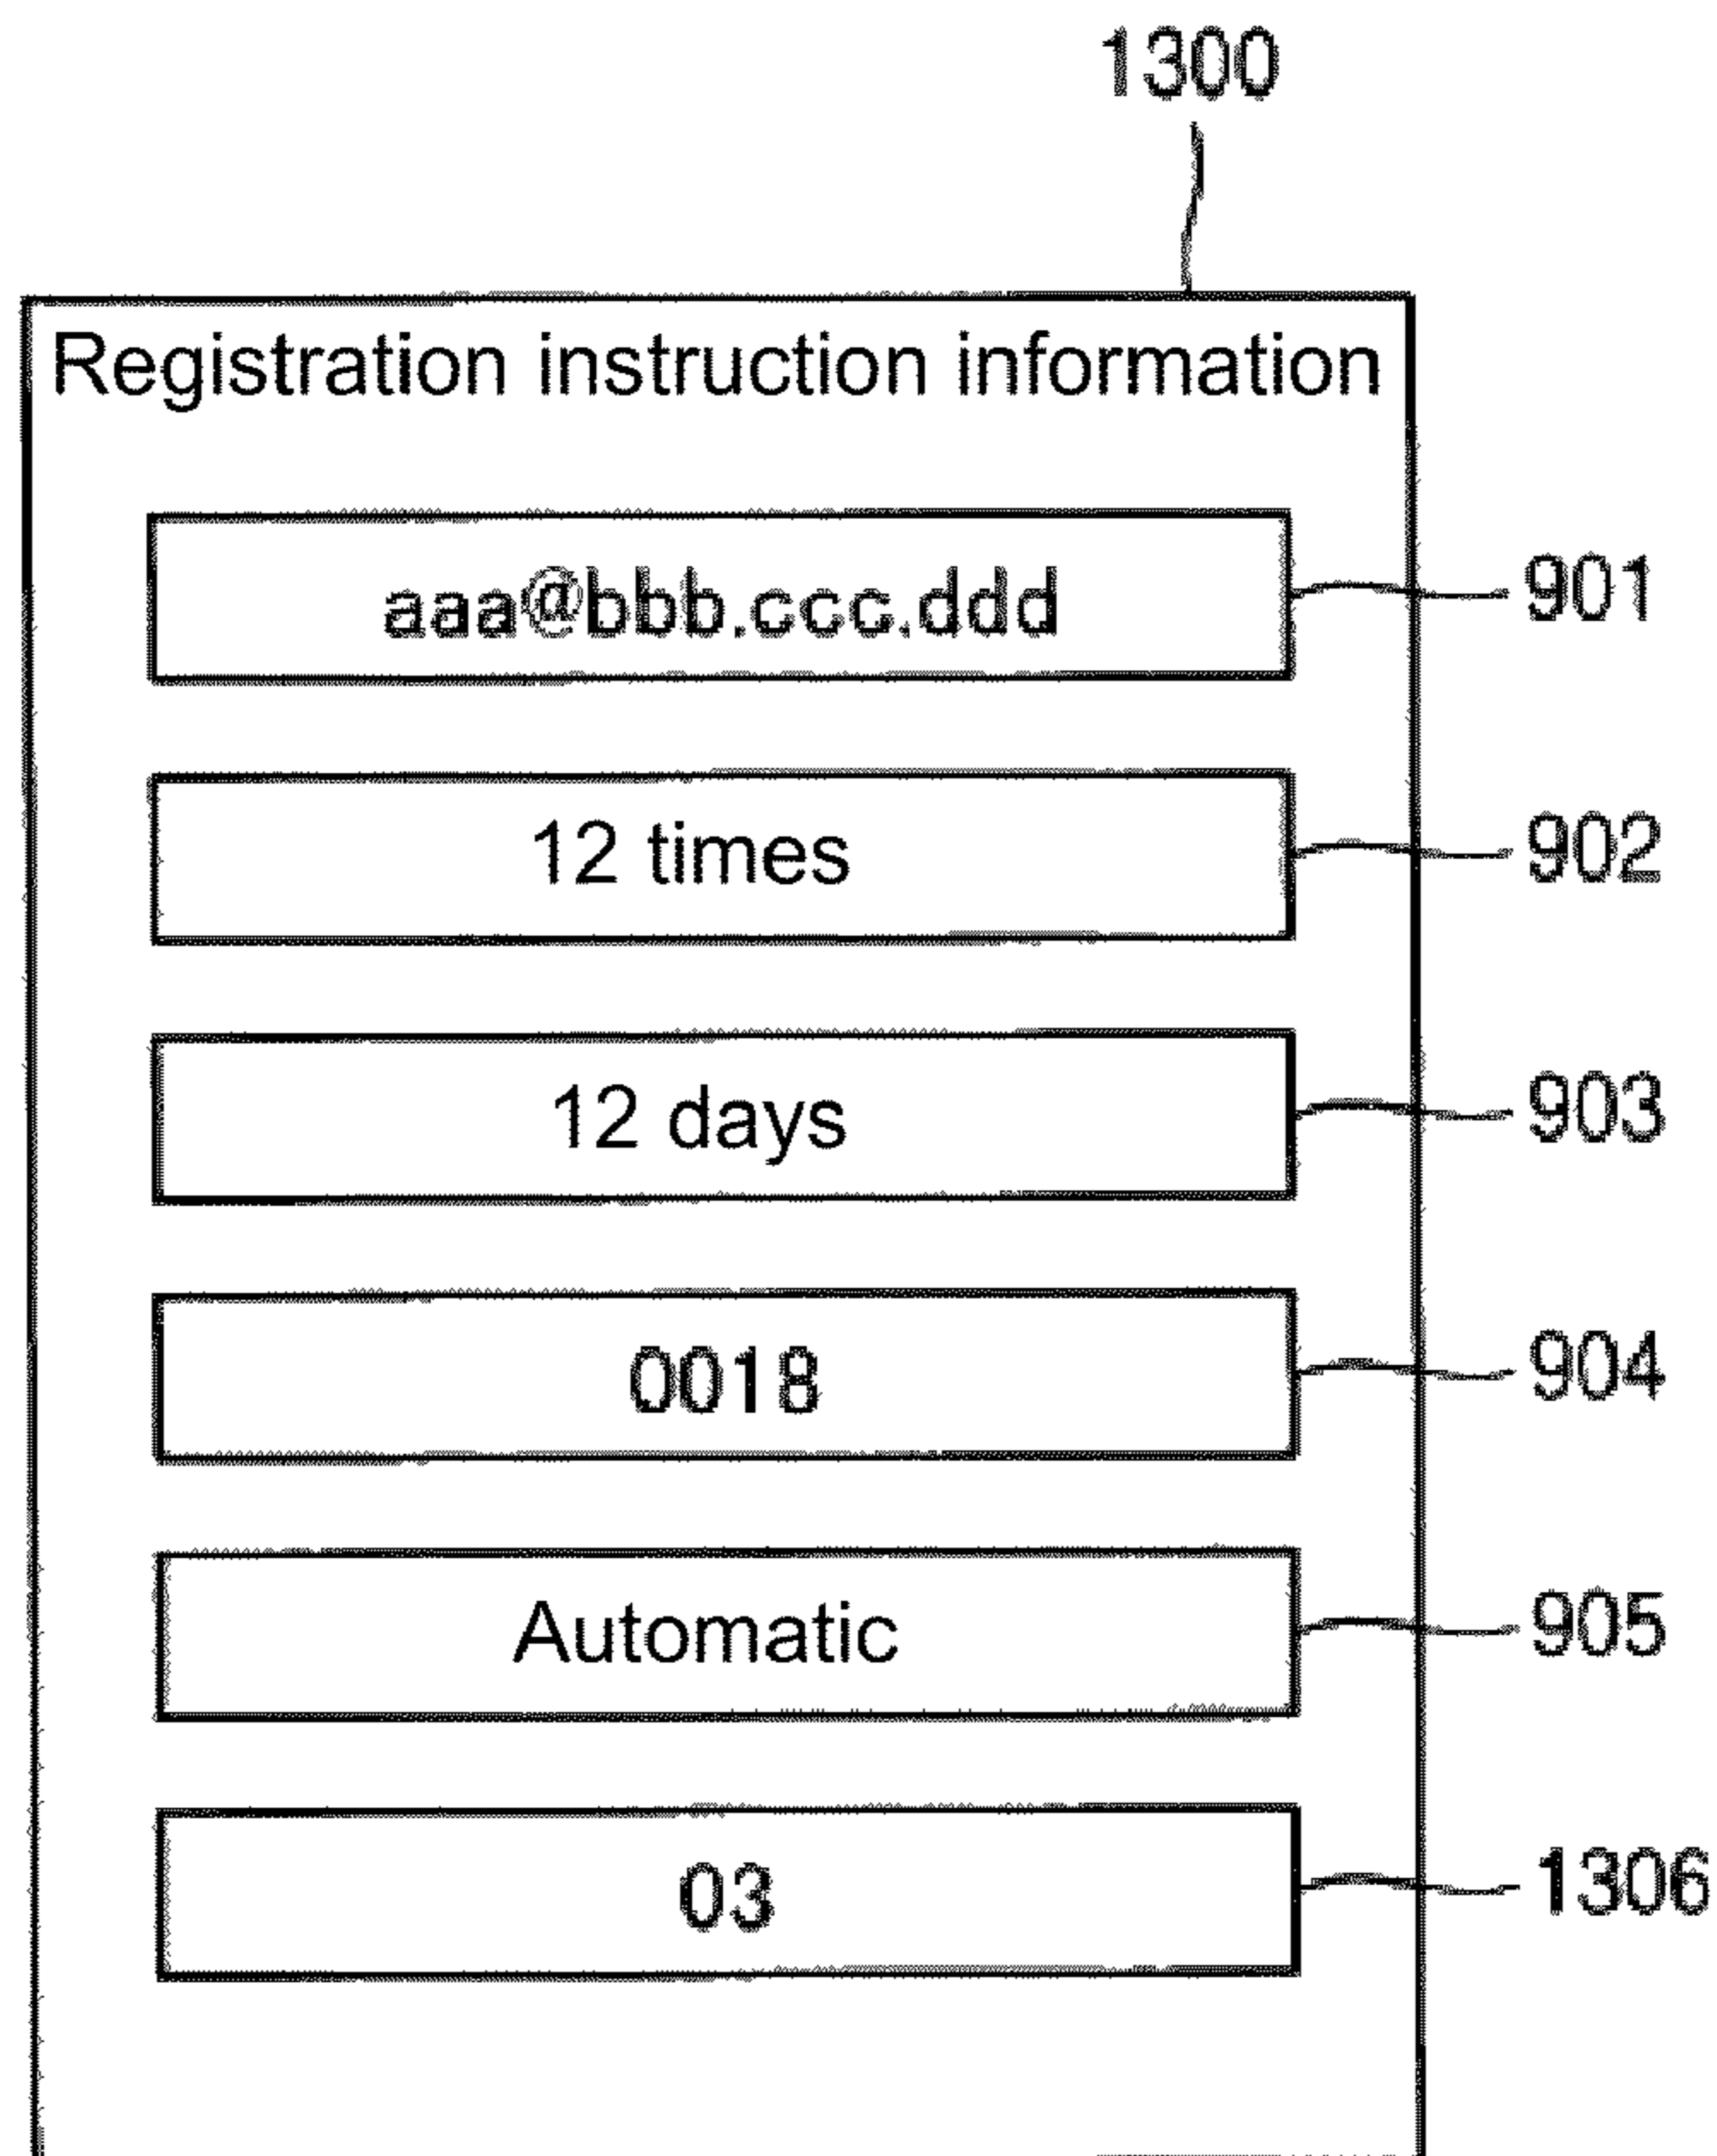 1300
Registration instruction information
aaa@bbb.ccc.ddd 901
12 times 902
12 days 903
0018 904
Automatic 905
03 1306